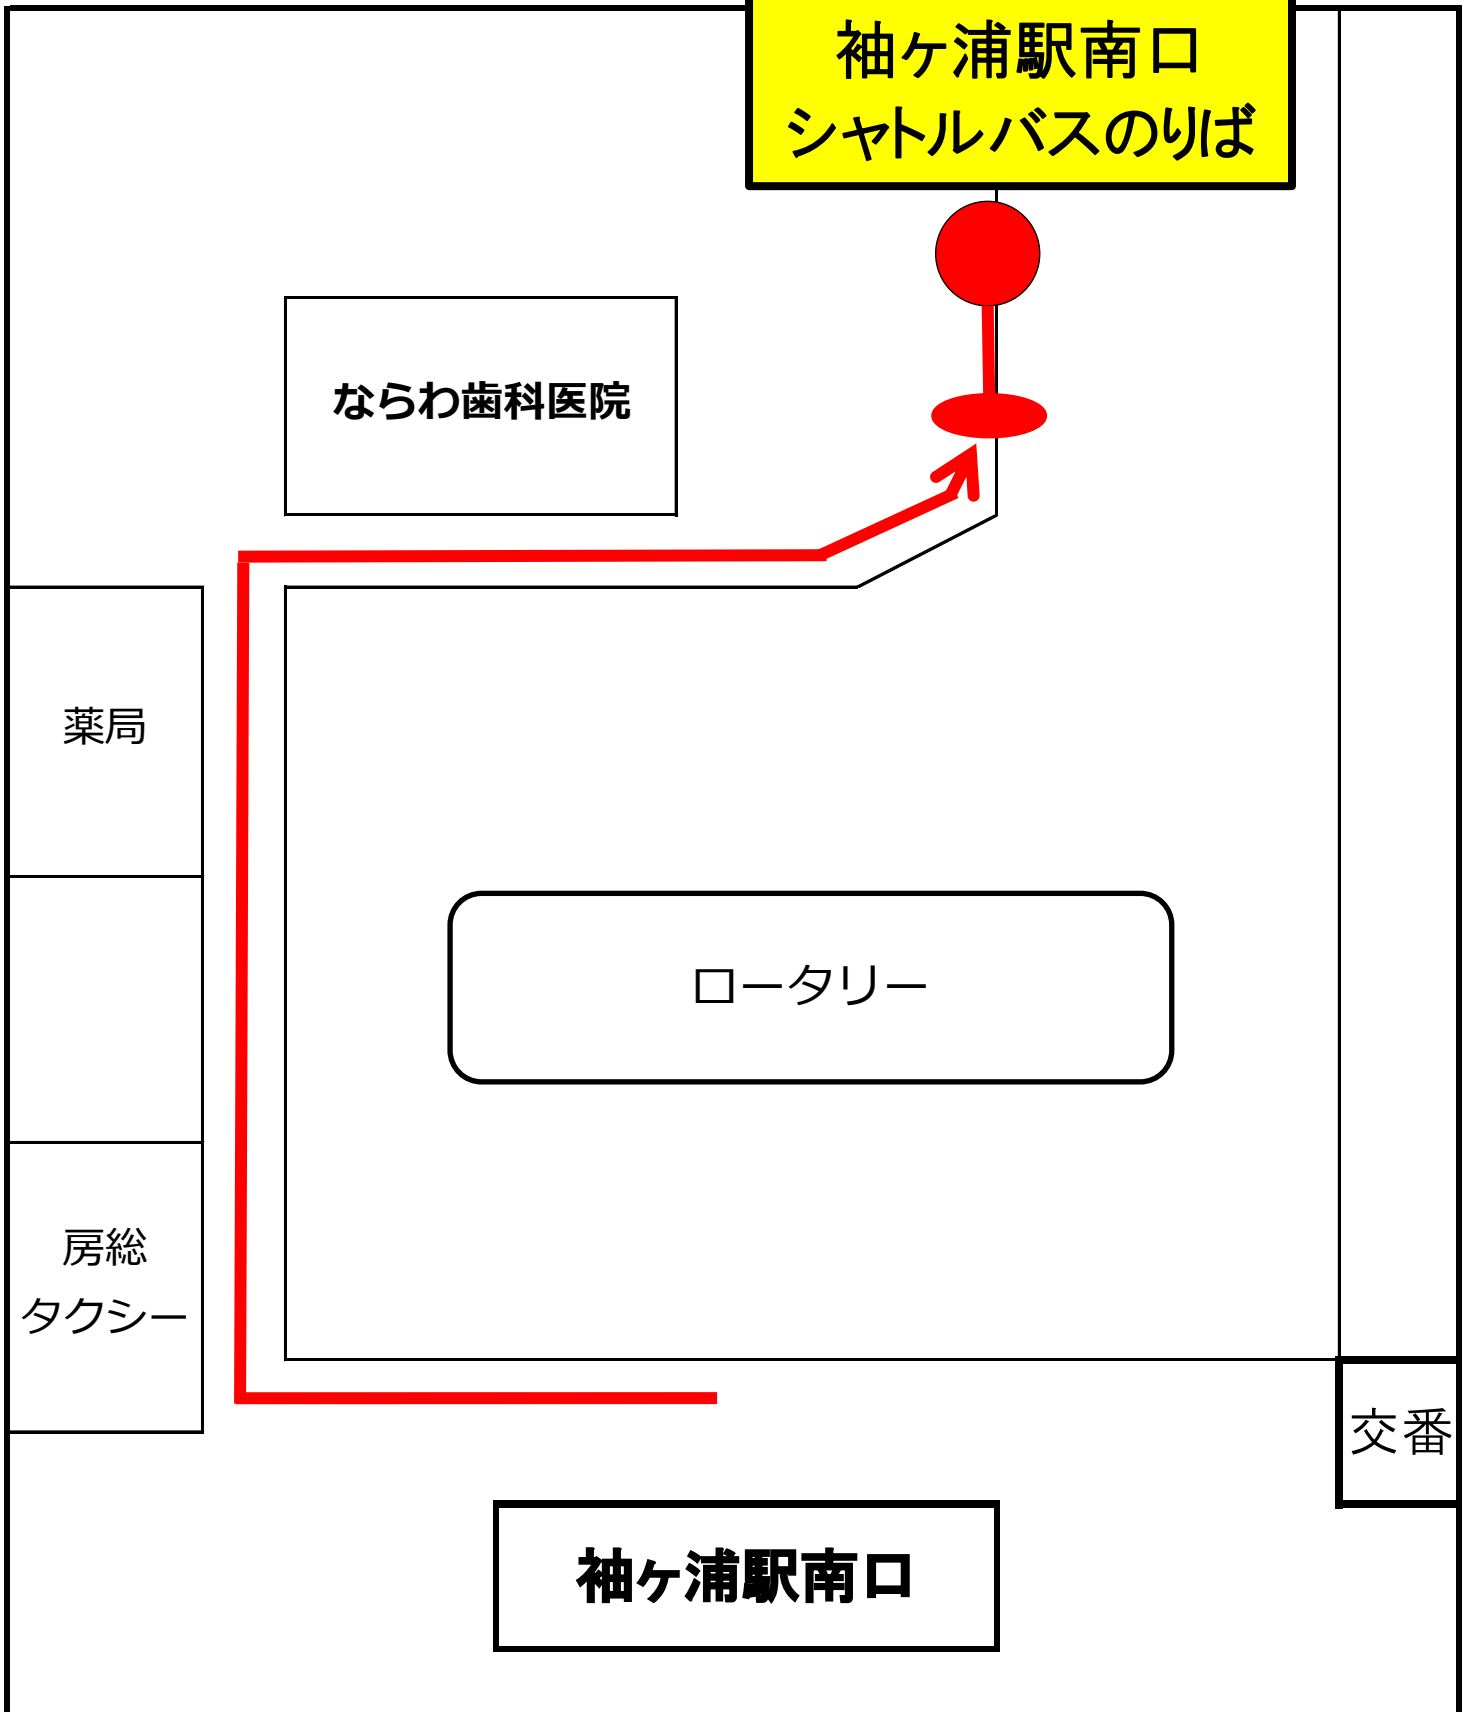 袖ヶ浦駅南口
シャトルバスのりば
ならわ歯科医院
薬局
ロータリー
房総
タクシー
交番
袖ヶ浦駅南口